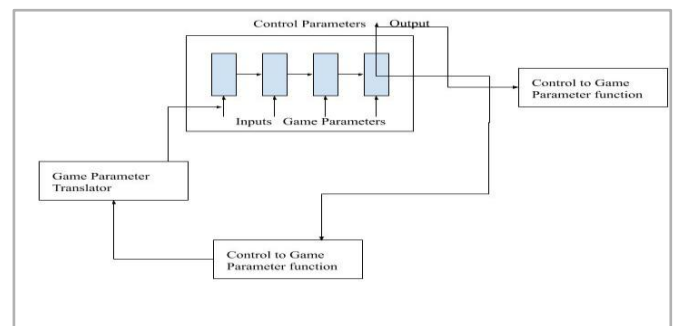 Control Parameters Output
Inputs Game Parameters
Control to Game
Parameter function
Game Parameter
Translator
Control to Game
Parameter function